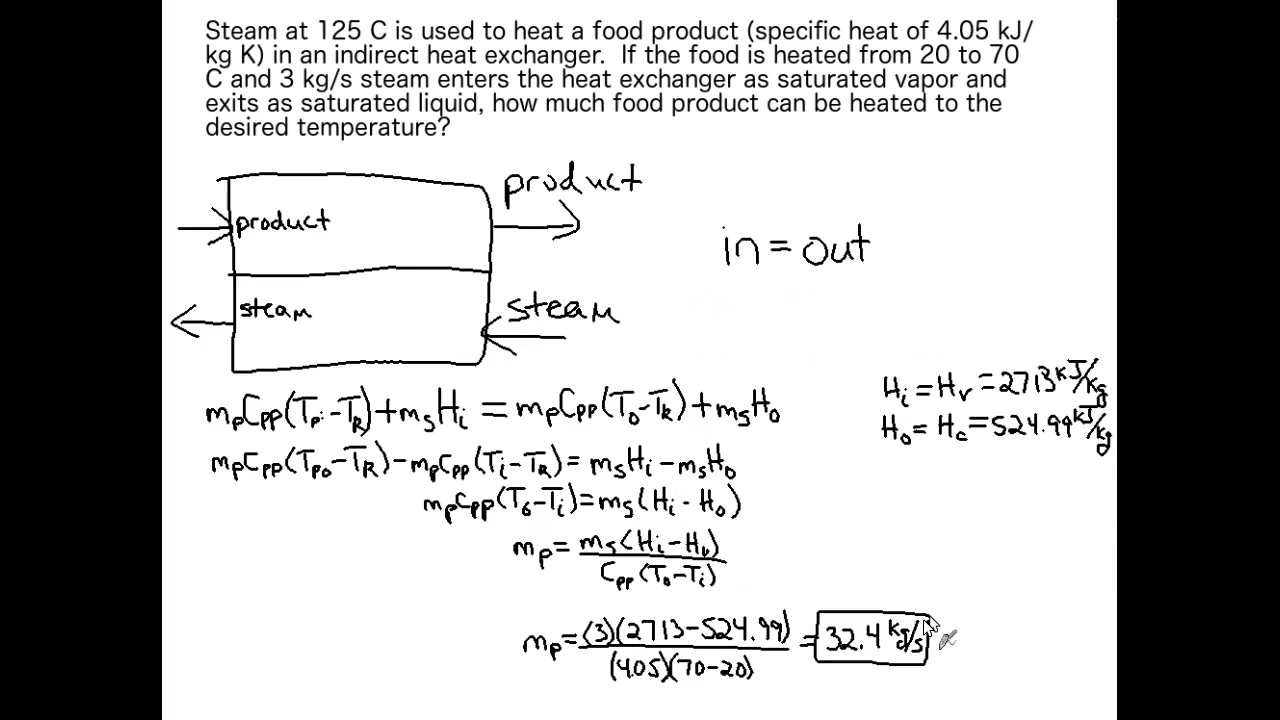 Steam at 125 C is used to heat a food product (specific heat of 4.05 kJ/
kg K) in an indirect heat exchanger.  If the food is heated from 20 to 70
C and 3 kg/s steam enters the heat exchanger as saturated vapor and
exits as saturated liquid, how much food product can be heated to the
desired temperature?
product
product
in = out
steam
steam
Hi = Hv = 2713 kJ/kg
Ho = Hc = 524.99 kJ/kg
mpCpp(Tpi-TR)+msHi = mpCpp(To-TR)+msHo
mpCpp(Tpo-TR)-mpCpp(Ti-TR)=msHi-msHo
mpCpp(To-Ti)=ms(Hi-Ho)
mp = ms(Hi-Hv)
Cpp(To-Ti)
mp = (3)(2713-524.99) = 32.4 kg/s
(4.05)(70-20)